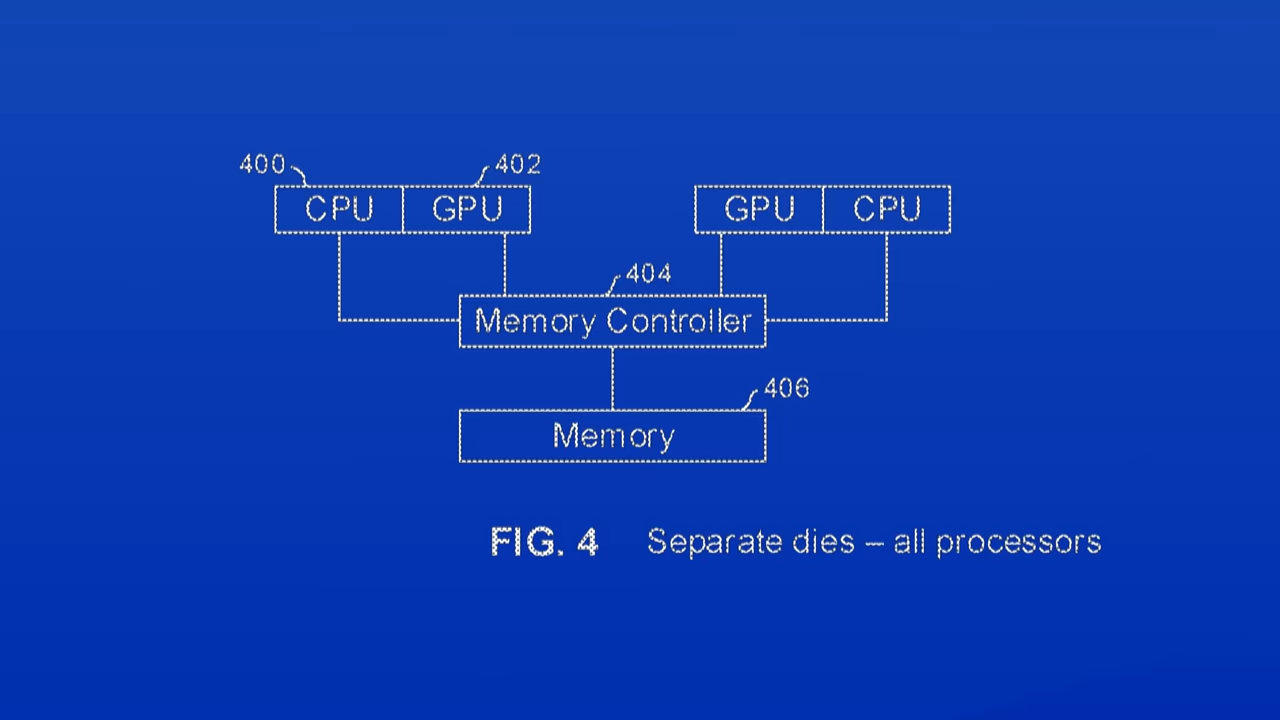 400 402
CPU GPU GPU CPU
404
Memory Controller
406
Memory
FIG. 4 Separate dies – all processors